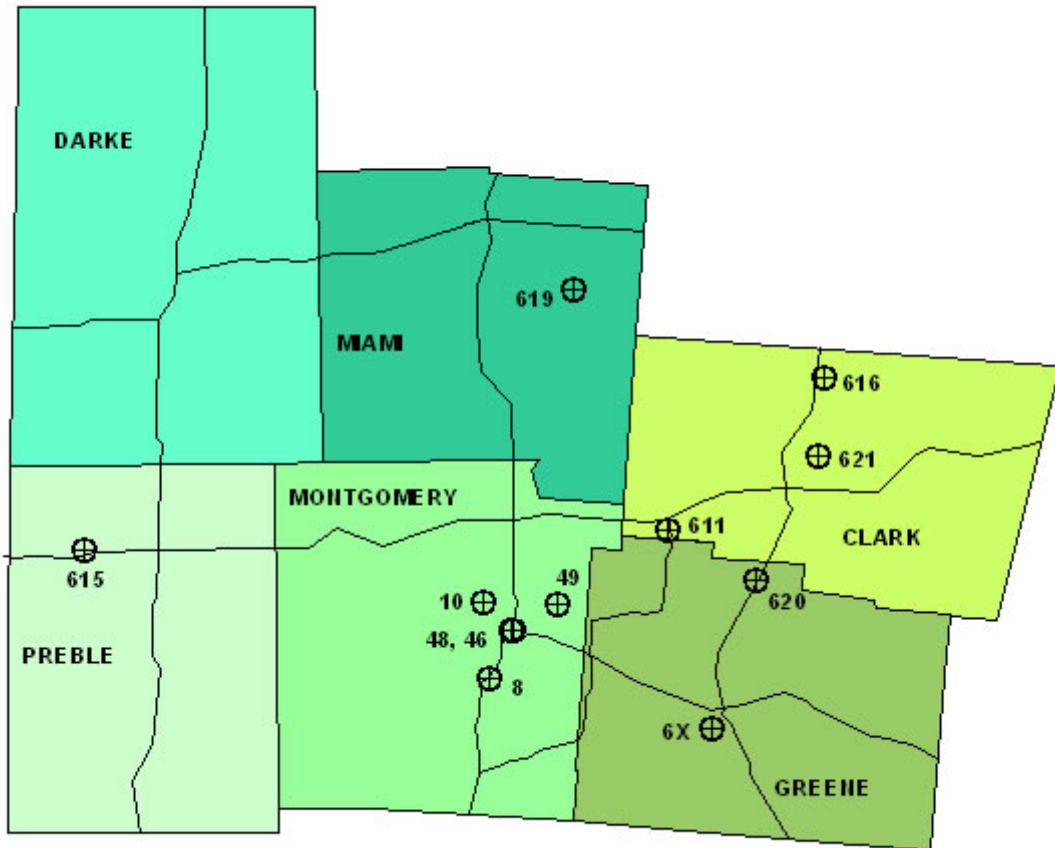 DARKE
619
MIAMI
616
621
MONTGOMERY
611
CLARK
615
49
10
620
48, 46
PREBLE
8
6X
GREENE